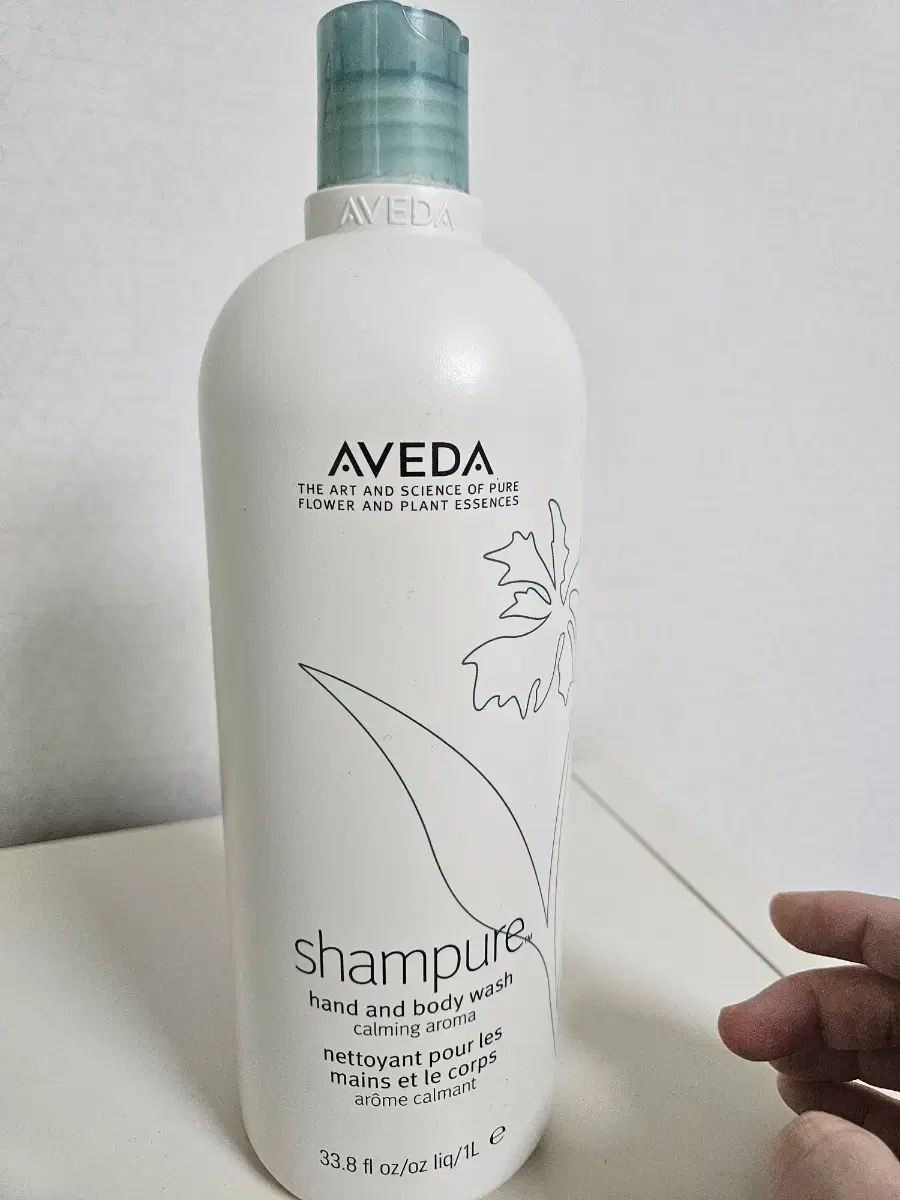 AVEDA
AVEDA
THE ART AND SCIENCE OF PURE
FLOWER AND PLANT ESSENCES
shampure™
hand and body wash
calming aroma
nettoyant pour les
mains et le corps
arôme calmant
33.8 fl oz/oz liq/1L ℮